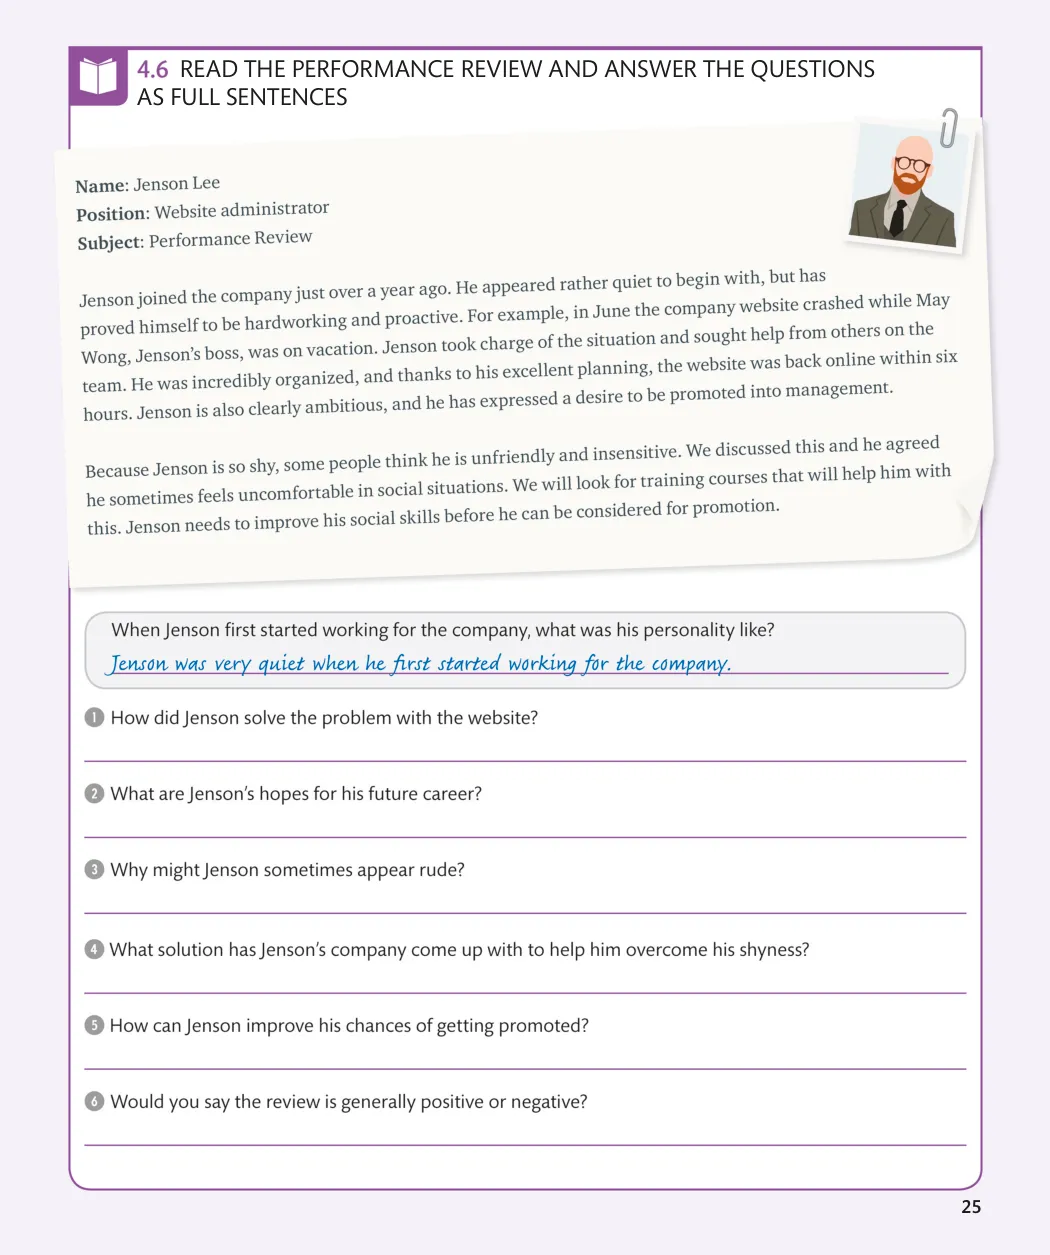 4.6 READ THE PERFORMANCE REVIEW AND ANSWER THE QUESTIONS
AS FULL SENTENCES
Name: Jenson Lee
Position: Website administrator
Subject: Performance Review
Jenson joined the company just over a year ago. He appeared rather quiet to begin with, but has
proved himself to be hardworking and proactive. For example, in June the company website crashed while May
Wong, Jenson’s boss, was on vacation. Jenson took charge of the situation and sought help from others on the
team. He was incredibly organized, and thanks to his excellent planning, the website was back online within six
hours. Jenson is also clearly ambitious, and he has expressed a desire to be promoted into management.
Because Jenson is so shy, some people think he is unfriendly and insensitive. We discussed this and he agreed
he sometimes feels uncomfortable in social situations. We will look for training courses that will help him with
this. Jenson needs to improve his social skills before he can be considered for promotion.
When Jenson first started working for the company, what was his personality like?
Jenson was very quiet when he first started working for the company.
1 How did Jenson solve the problem with the website?
2 What are Jenson’s hopes for his future career?
3 Why might Jenson sometimes appear rude?
4 What solution has Jenson’s company come up with to help him overcome his shyness?
5 How can Jenson improve his chances of getting promoted?
6 Would you say the review is generally positive or negative?
25